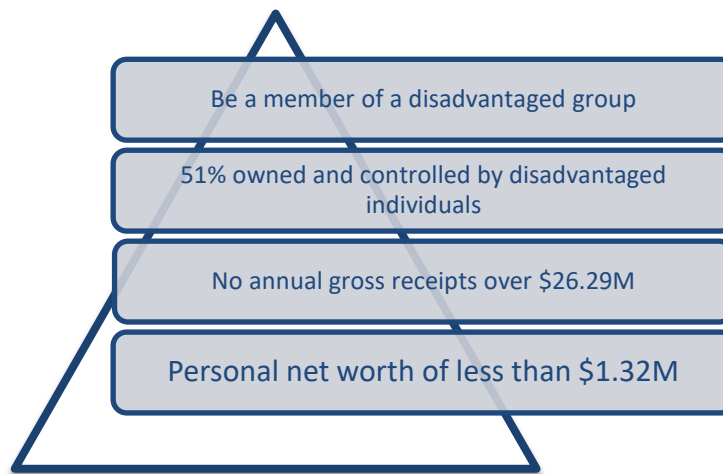 Be a member of a disadvantaged group
51% owned and controlled by disadvantaged
individuals
No annual gross receipts over $26.29M
Personal net worth of less than $1.32M